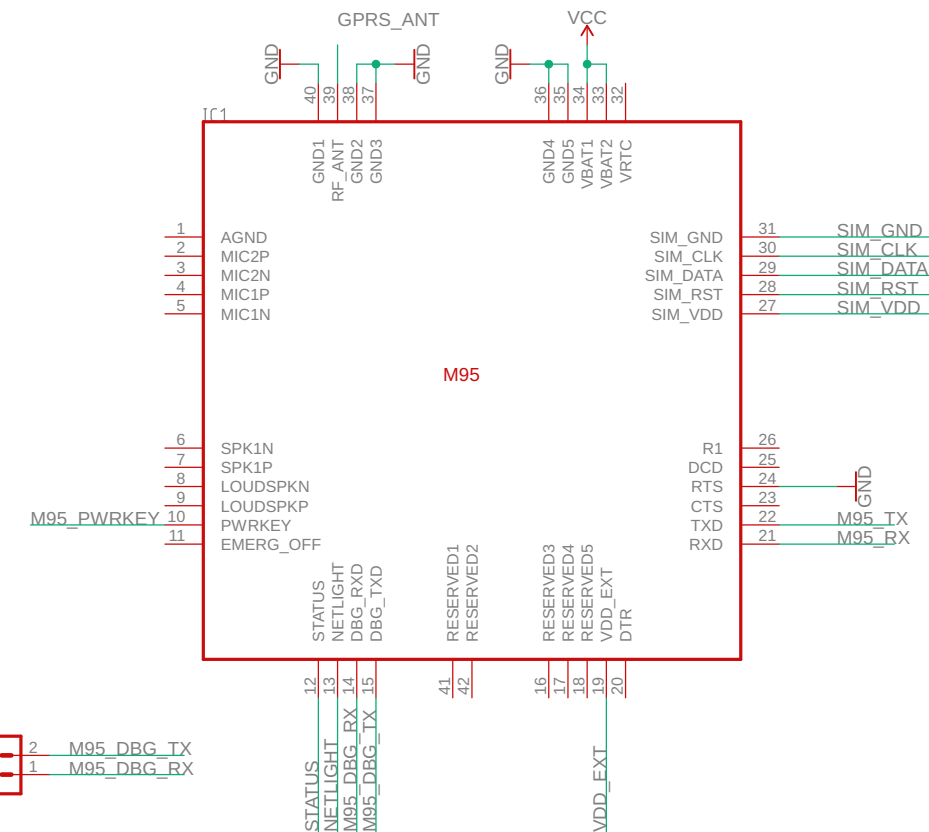 GPRS_ANT
VCC
GND
GND
GND
40
39
38
37
36
35
34
33
32
IC1
GND1
RF_ANT
GND2
GND3
GND4
GND5
VBAT1
VBAT2
VRTC
1 AGND
2 MIC2P
3 MIC2N
4 MIC1P
5 MIC1N
SIM_GND 31 SIM_GND
SIM_CLK 30 SIM_CLK
SIM_DATA 29 SIM_DATA
SIM_RST 28 SIM_RST
SIM_VDD 27 SIM_VDD
M95
6 SPK1N
7 SPK1P
8 LOUDSPKN
9 LOUDSPKP
M95_PWRKEY 10 PWRKEY
11 EMERG_OFF
R1 26
DCD 25
RTS 24 GND
CTS 23
TXD 22 M95_TX
RXD 21 M95_RX
STATUS
NETLIGHT
DBG_RXD
DBG_TXD
RESERVED1
RESERVED2
RESERVED3
RESERVED4
RESERVED5
VDD_EXT
DTR
12
13
14
15
41
42
16
17
18
19
20
STATUS
NETLIGHT
M95_DBG_RX
M95_DBG_TX
VDD_EXT
2 M95_DBG_TX
1 M95_DBG_RX